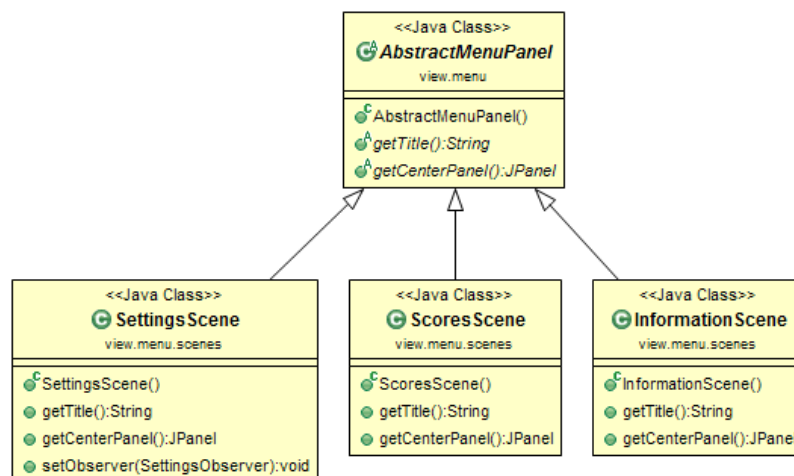 <<Java Class>>
AbstractMenuPanel
view.menu
AbstractMenuPanel()
getTitle():String
getCenterPanel():JPanel
<<Java Class>>
SettingsScene
view.menu.scenes
SettingsScene()
getTitle():String
getCenterPanel():JPanel
setObserver(SettingsObserver):void
<<Java Class>>
ScoresScene
view.menu.scenes
ScoresScene()
getTitle():String
getCenterPanel():JPanel
<<Java Class>>
InformationScene
view.menu.scenes
InformationScene()
getTitle():String
getCenterPanel():JPanel